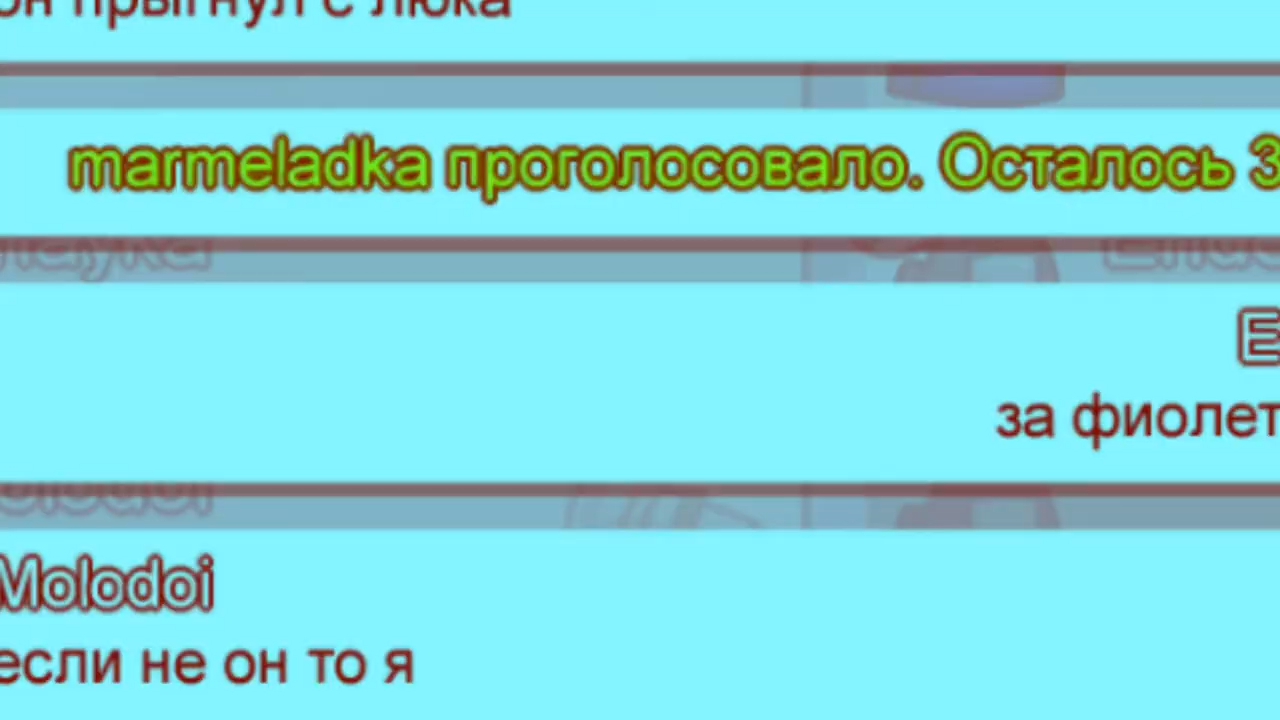 он прыгнул с люка
marmeladka проголосовало. Осталось 3
за фиолет
Molodoi
если не он то я